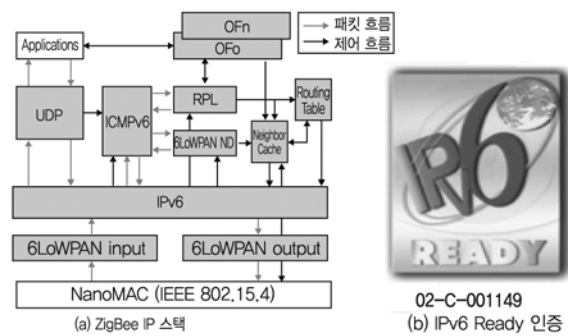 OFn
패킷 흐름
제어 흐름
Applications
OFo
UDP
ICMPv6
RPL
Routing
Table
6LoWPAN ND
Neighbor
Cache
IPv6
6LoWPAN input
6LoWPAN output
NanoMAC (IEEE 802.15.4)
(a) ZigBee IP 스택
IPv6
READY
02-C-001149
(b) IPv6 Ready 인증